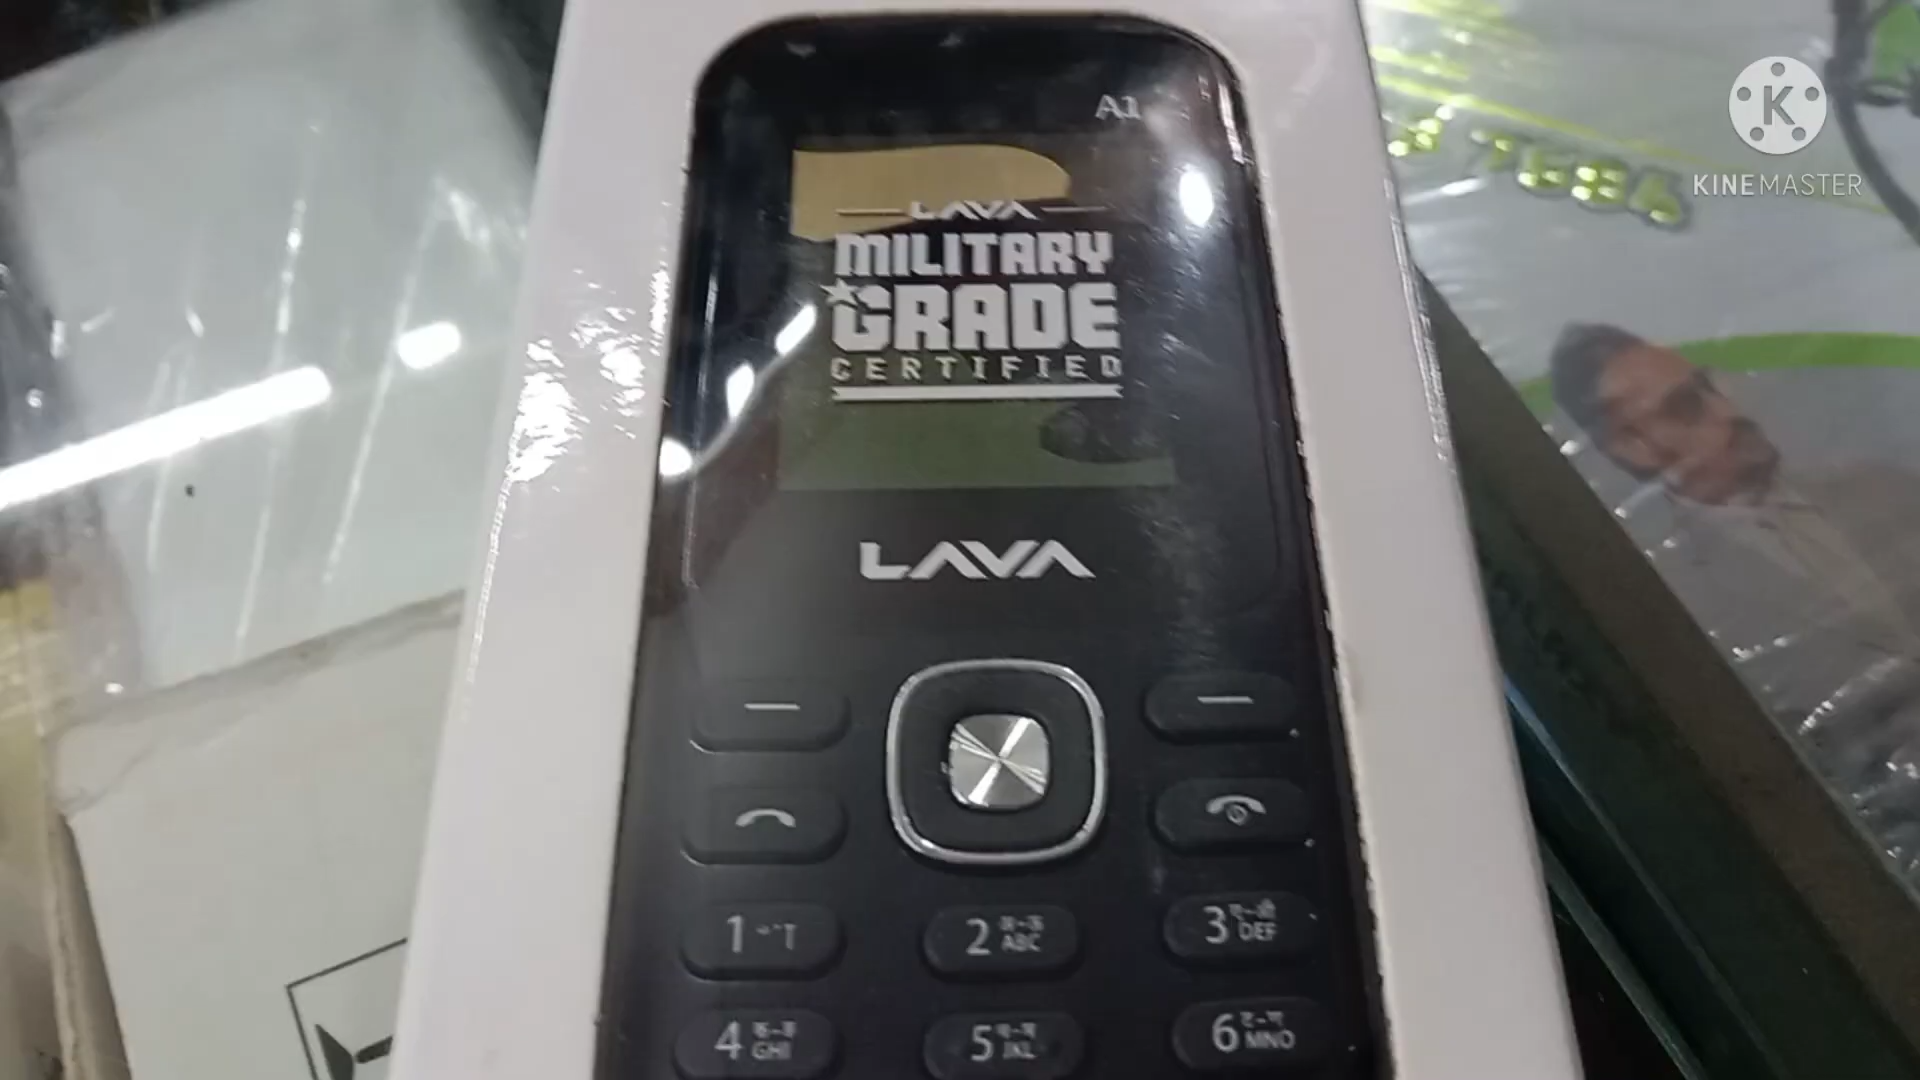 A1
LAVA
MILITARY
GRADE
CERTIFIED
LAVA
1
2 ABC
3 DEF
4 GHI
5 JKL
6 MNO
K
KINEMASTER